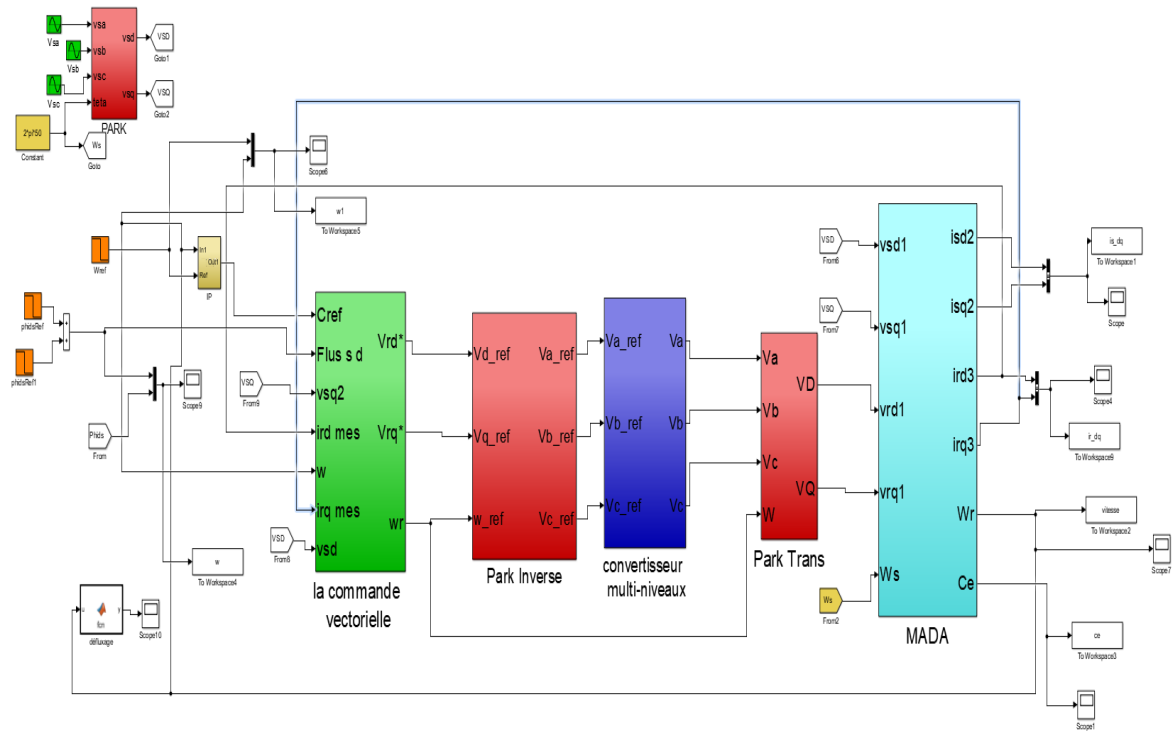 vsa
vsd
VSD
Goto1
Vsa
vsb
Vsb
vsc
vsq
VSQ
Goto2
Vsc
teta
PARK
2*pi*50
Constant
Ws
Goto
Scope6
w1
To Workspace5
Wref
In1
Out1
Ref
IP
phdsRef
phdsRef1
Scope9
Phds
From
VSQ
From9
VSD
From8
w
To Workspace4
u
fcn
y
défluxage
Scope10
Cref
Flus s d
vsq2
ird mes
w
irq mes
vsd
Vrd*
Vrq*
wr
la commande
vectorielle
Vd_ref
Vq_ref
w_ref
Va_ref
Vb_ref
Vc_ref
Park Inverse
Va_ref
Vb_ref
Vc_ref
Va
Vb
Vc
convertisseur
multi-niveaux
Va
Vb
Vc
W
VD
VQ
Park Trans
VSD
From6
VSQ
From7
Ws
From2
vsd1
vsq1
vrd1
vrq1
Ws
isd2
isq2
ird3
irq3
Wr
Ce
MADA
is_dq
To Workspace1
Scope
Scope4
ir_dq
To Workspace9
vitesse
To Workspace2
Scope7
ce
To Workspace3
Scope1